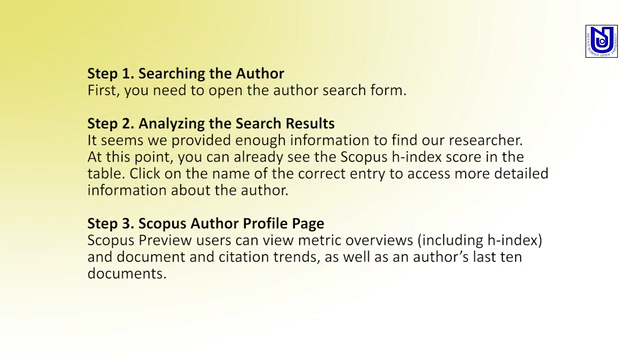 Step 1. Searching the Author
First, you need to open the author search form.
Step 2. Analyzing the Search Results
It seems we provided enough information to find our researcher.
At this point, you can already see the Scopus h-index score in the
table. Click on the name of the correct entry to access more detailed
information about the author.
Step 3. Scopus Author Profile Page
Scopus Preview users can view metric overviews (including h-index)
and document and citation trends, as well as an author’s last ten
documents.